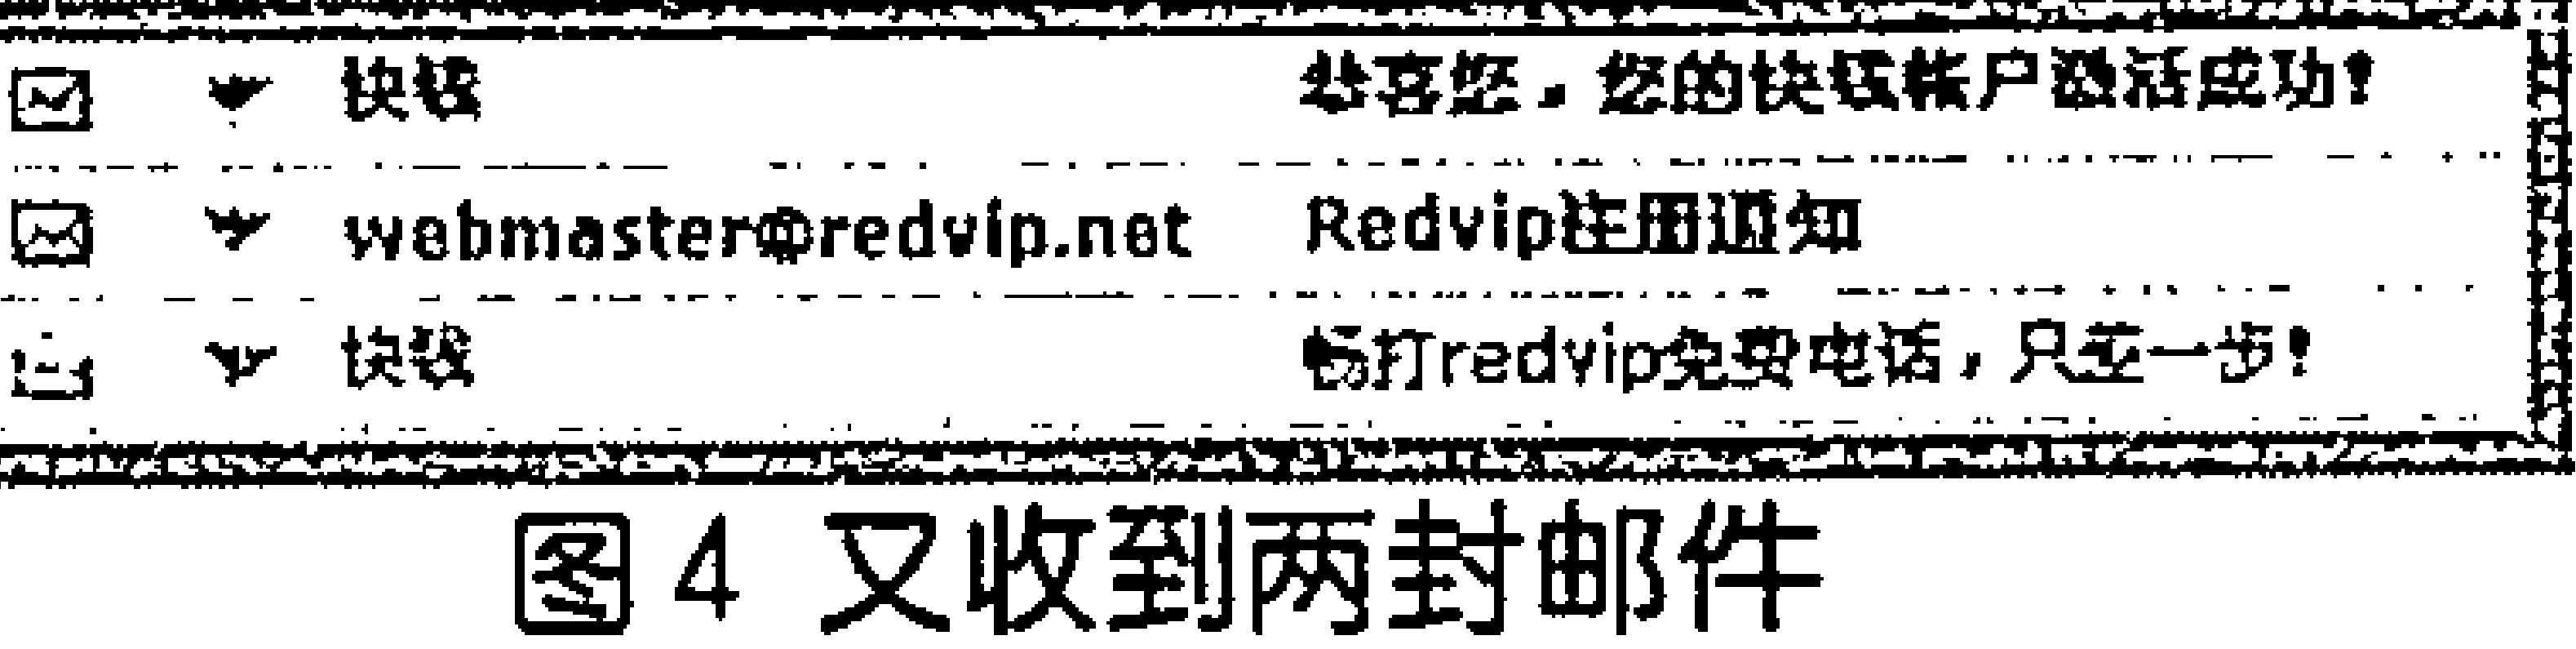 快钱 恭喜您，您的快钱帐户激活成功！
webmaster@redvip.net Redvip注册通知
快钱 畅打redvip免费电话，只差一步！
图 4 又收到两封邮件